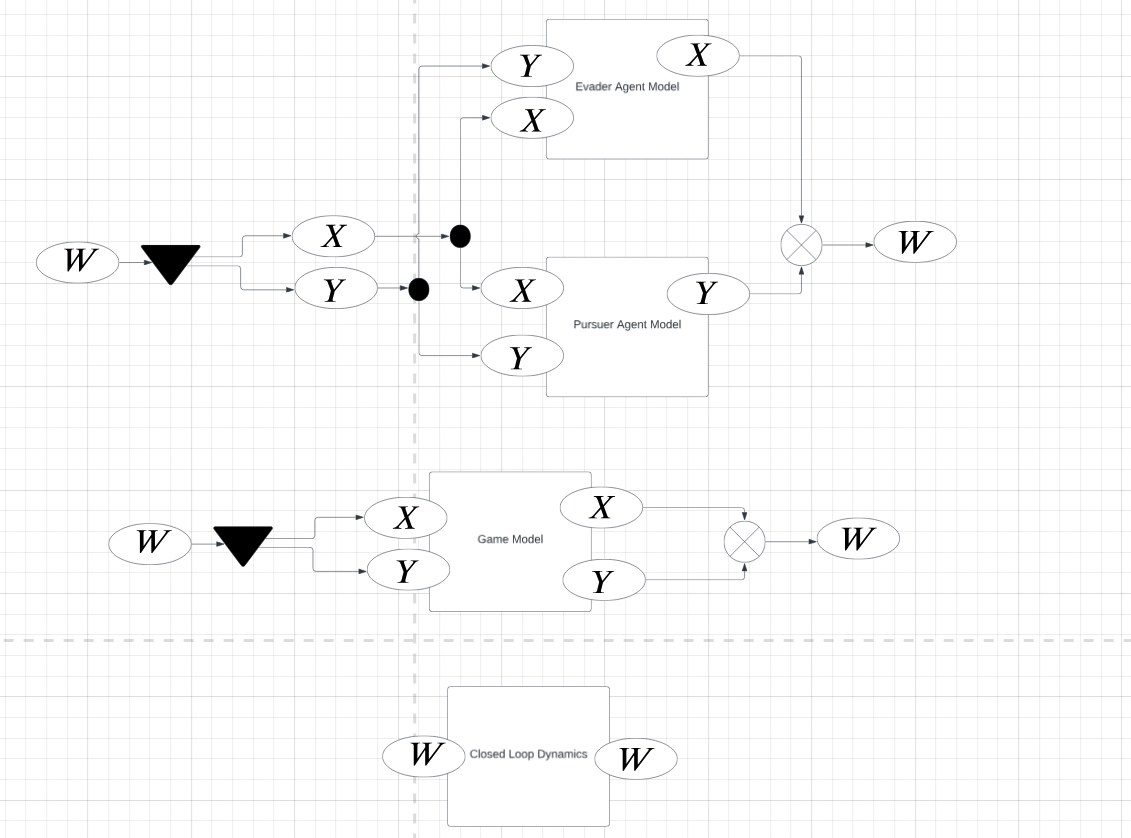 Y
X
Evader Agent Model
X
W
X
Y
X
Y
Pursuer Agent Model
Y
W
W
X
Y
Game Model
X
Y
W
W
Closed Loop Dynamics
W